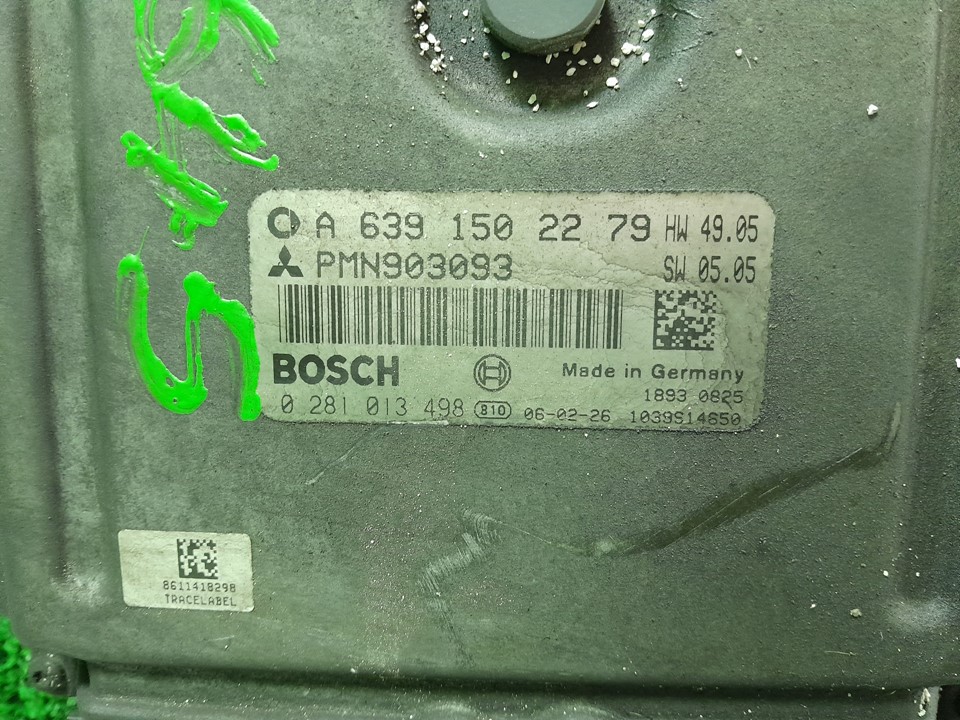 A 639 150 22 79 HW 49.05
PMN903093 SW 05.05
BOSCH Made in Germany
1893 0825
0 281 013 498 810 06-02-26 1039S14650
8611418298
TRACELABEL